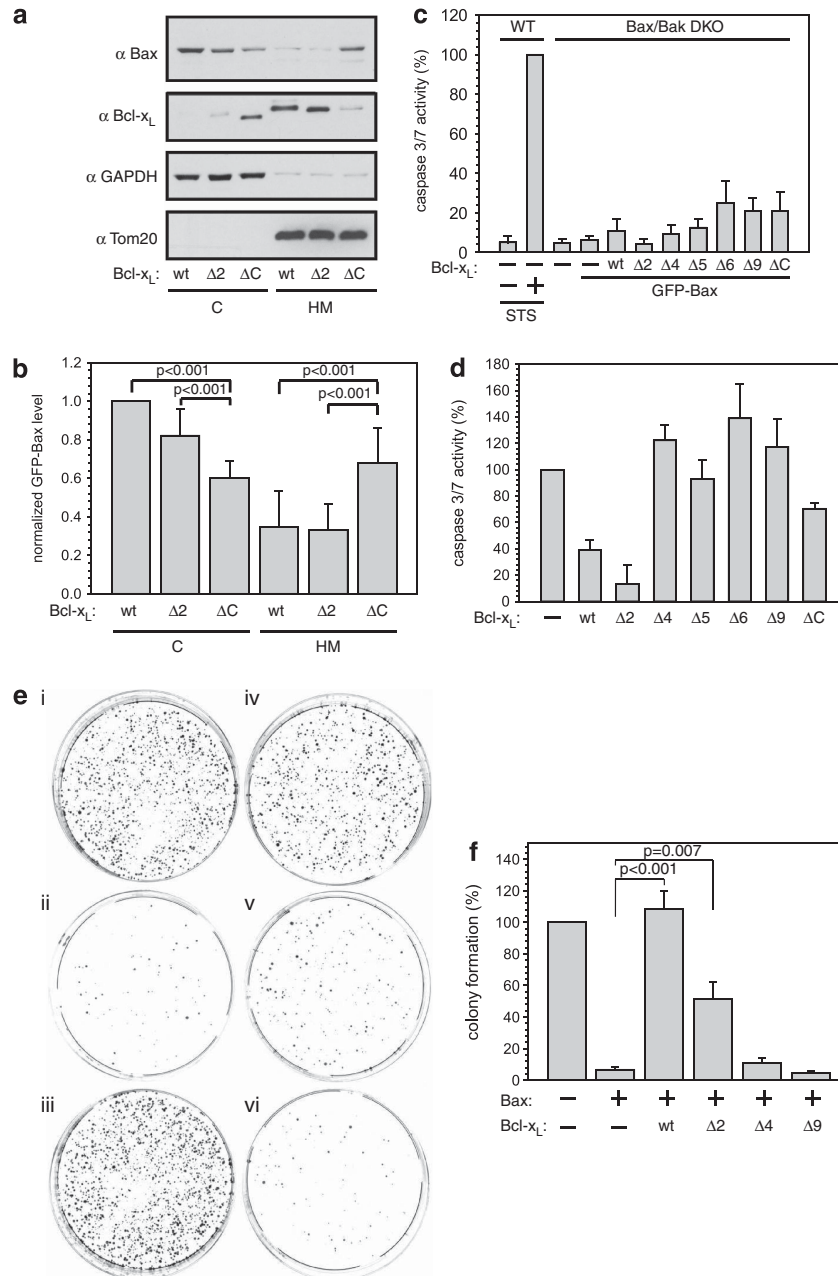 a
α Bax
α Bcl-xL
α GAPDH
α Tom20
Bcl-xL: wt Δ2 ΔC wt Δ2 ΔC
C HM
b
normalized GFP-Bax level
1.2
1.0
0.8
0.6
0.4
0.2
0.0
p<0.001 p<0.001
p<0.001 p<0.001
Bcl-xL: wt Δ2 ΔC wt Δ2 ΔC
C HM
c
caspase 3/7 activity (%)
120
100
80
60
40
20
0
WT Bax/Bak DKO
Bcl-xL: − − − − wt Δ2 Δ4 Δ5 Δ6 Δ9 ΔC
− + GFP-Bax
STS
d
caspase 3/7 activity (%)
180
160
140
120
100
80
60
40
20
0
Bcl-xL: − wt Δ2 Δ4 Δ5 Δ6 Δ9 ΔC
e
i iv
ii v
iii vi
f
colony formation (%)
140
120
100
80
60
40
20
0
p=0.007
p<0.001
Bax: − + + + + +
Bcl-xL: − − wt Δ2 Δ4 Δ9